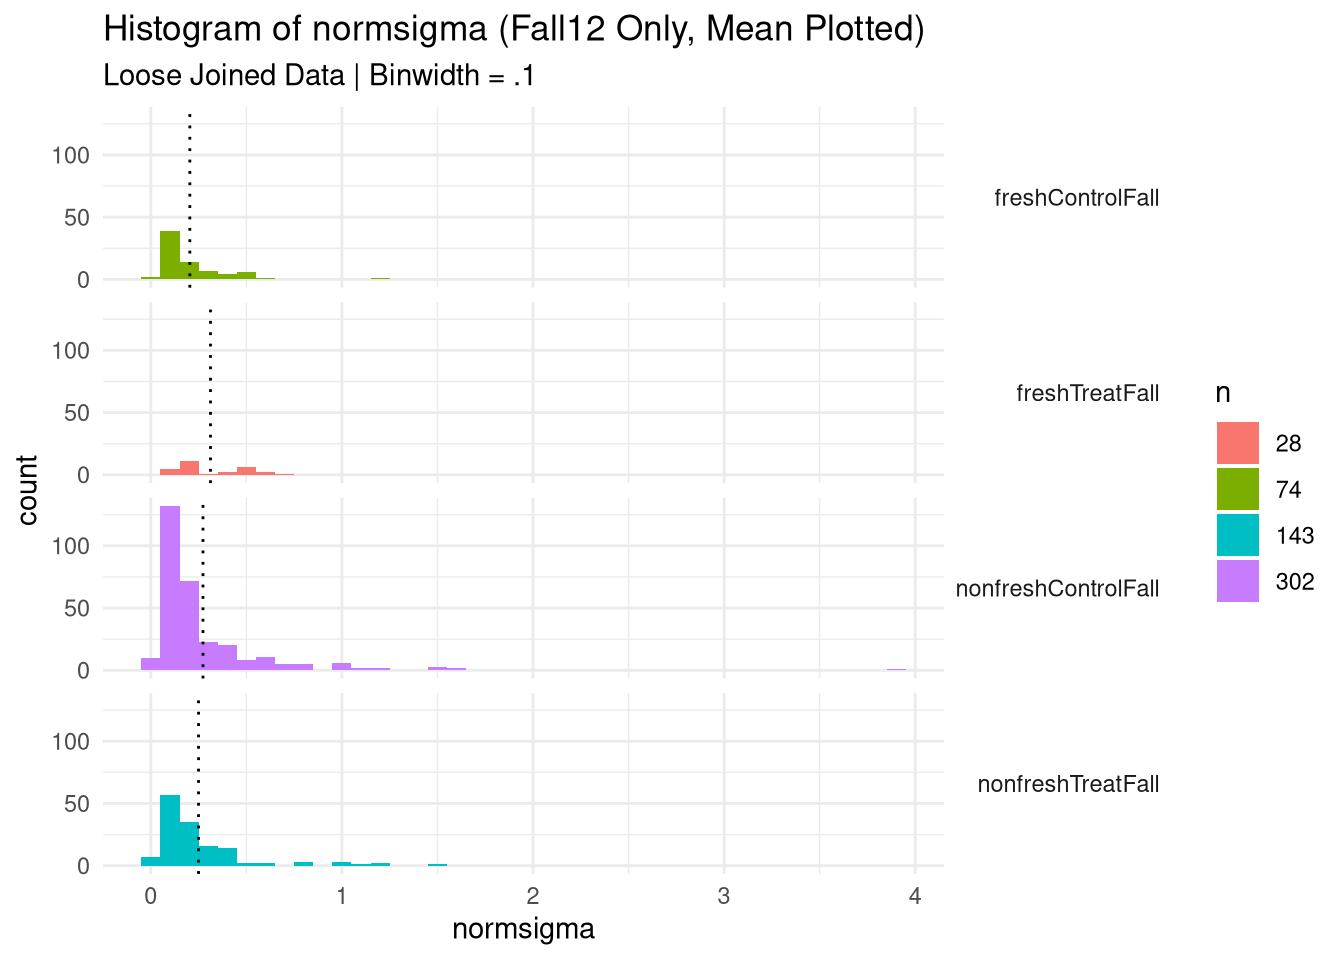 Histogram of normsigma (Fall12 Only, Mean Plotted)
Loose Joined Data | Binwidth = .1
count
100
50
0
freshControlFall
100
50
0
freshTreatFall
100
50
0
nonfreshControlFall
100
50
0
nonfreshTreatFall
0 1 2 3 4
normsigma
n
28
74
143
302